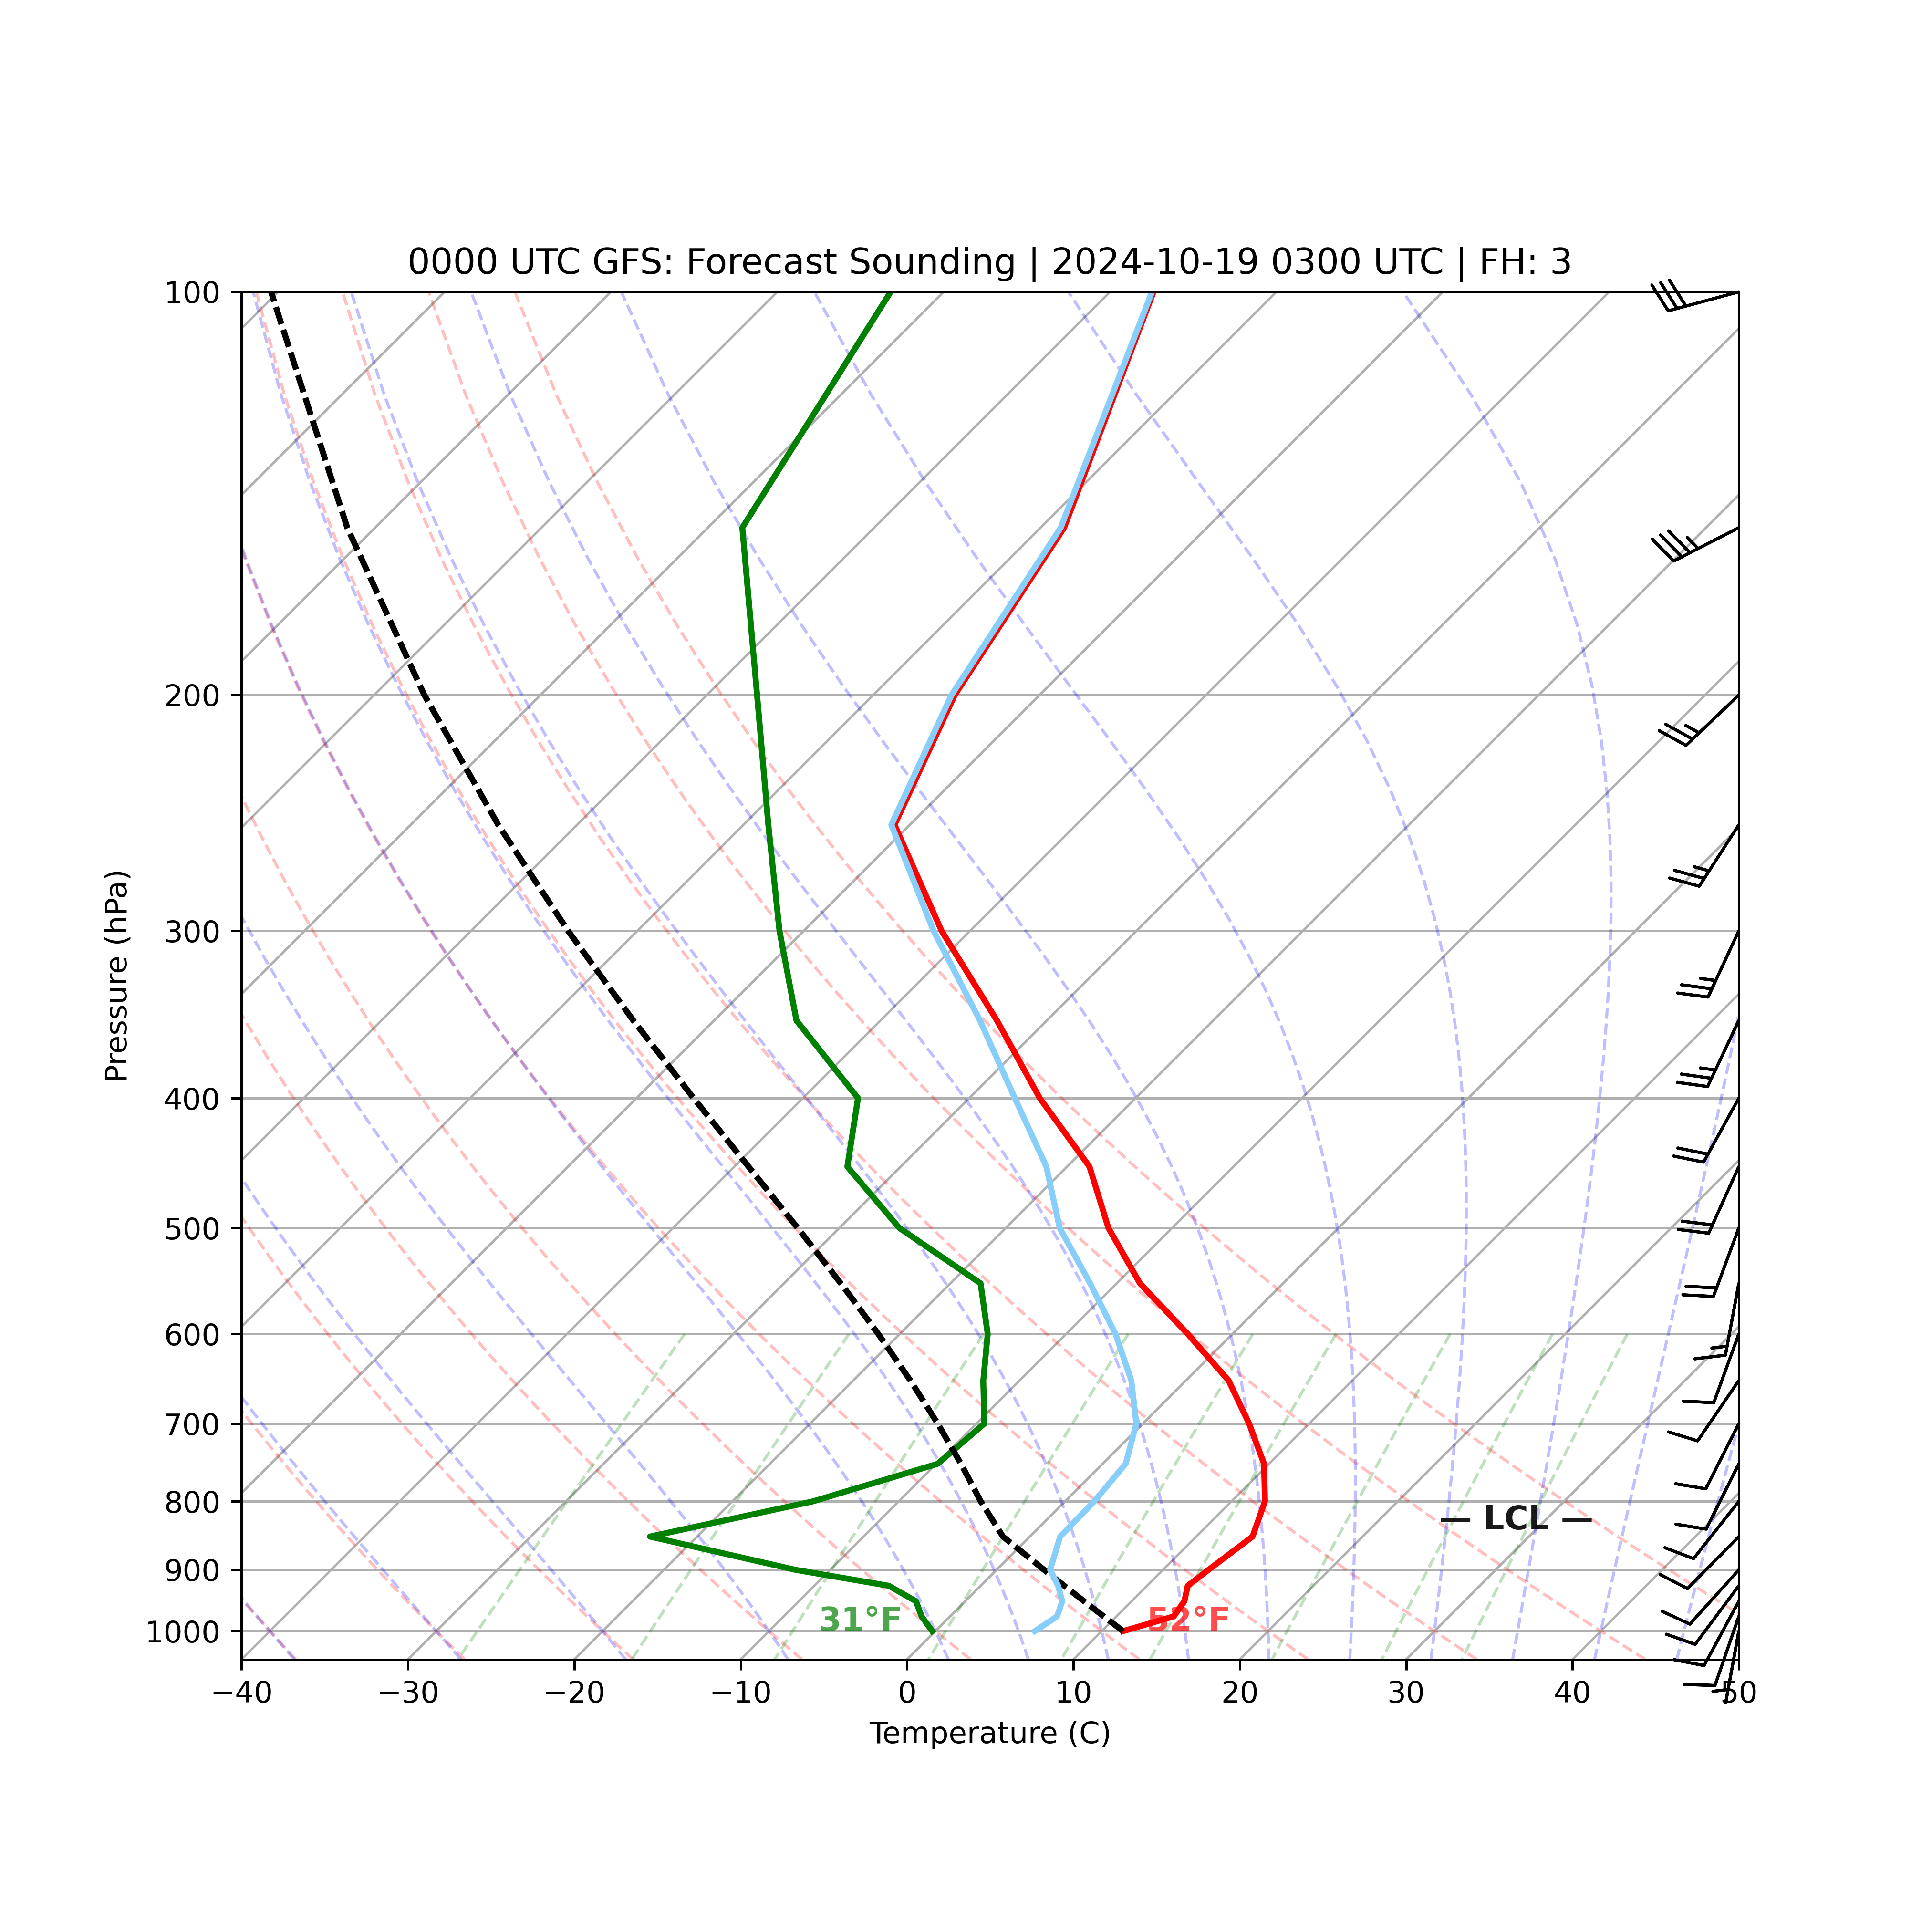 0000 UTC GFS: Forecast Sounding | 2024-10-19 0300 UTC | FH: 3
100
200
300
400
500
600
700
800
900
1000
Pressure (hPa)
— LCL —
31°F 52°F
−40 −30 −20 −10 0 10 20 30 40 50
Temperature (C)